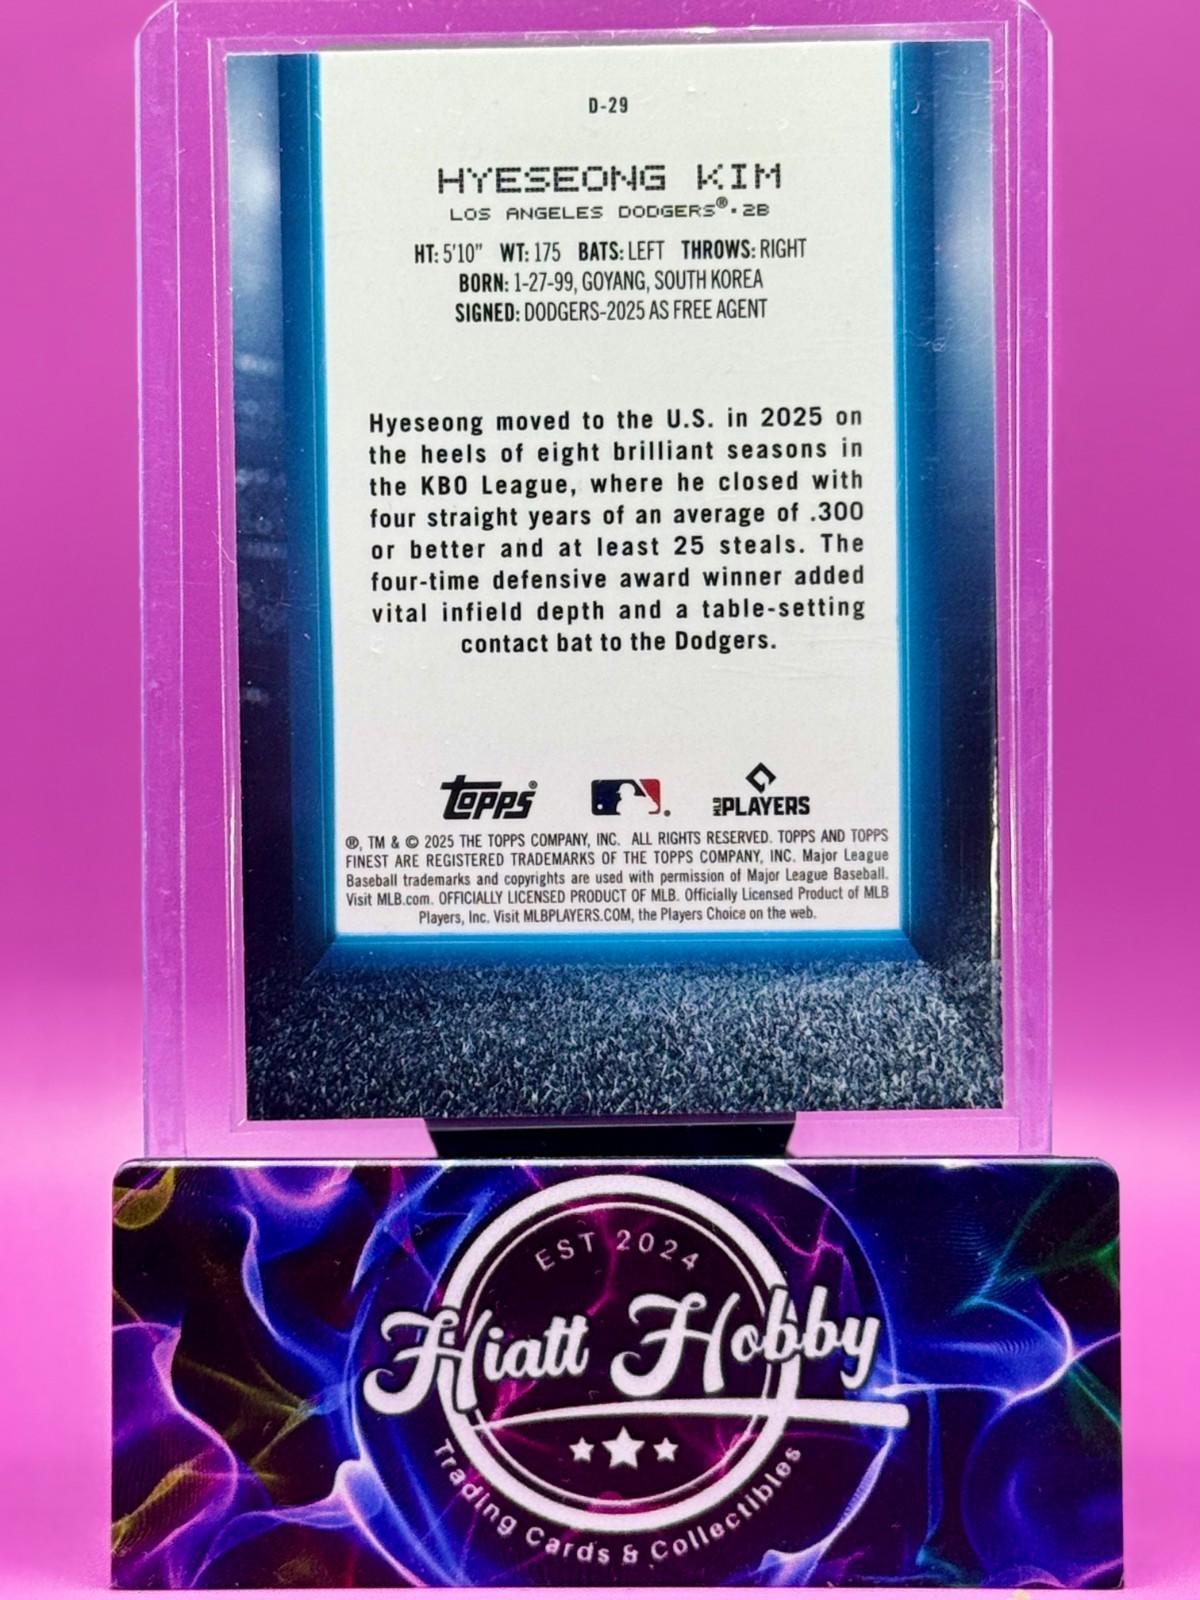 D-29
HYESEONG KIM
LOS ANGELES DODGERS®·2B
HT: 5'10" WT: 175 BATS: LEFT THROWS: RIGHT
BORN: 1-27-99, GOYANG, SOUTH KOREA
SIGNED: DODGERS-2025 AS FREE AGENT
Hyeseong moved to the U.S. in 2025 on
the heels of eight brilliant seasons in
the KBO League, where he closed with
four straight years of an average of .300
or better and at least 25 steals. The
four-time defensive award winner added
vital infield depth and a table-setting
contact bat to the Dodgers.
Topps® MLB PLAYERS
®, TM & © 2025 THE TOPPS COMPANY, INC. ALL RIGHTS RESERVED. TOPPS AND TOPPS
FINEST ARE REGISTERED TRADEMARKS OF THE TOPPS COMPANY, INC. Major League
Baseball trademarks and copyrights are used with permission of Major League Baseball.
Visit MLB.com. OFFICIALLY LICENSED PRODUCT OF MLB. Officially Licensed Product of MLB
Players, Inc. Visit MLBPLAYERS.COM, the Players Choice on the web.
EST 2024
Hiatt Hobby
Trading Cards & Collectibles